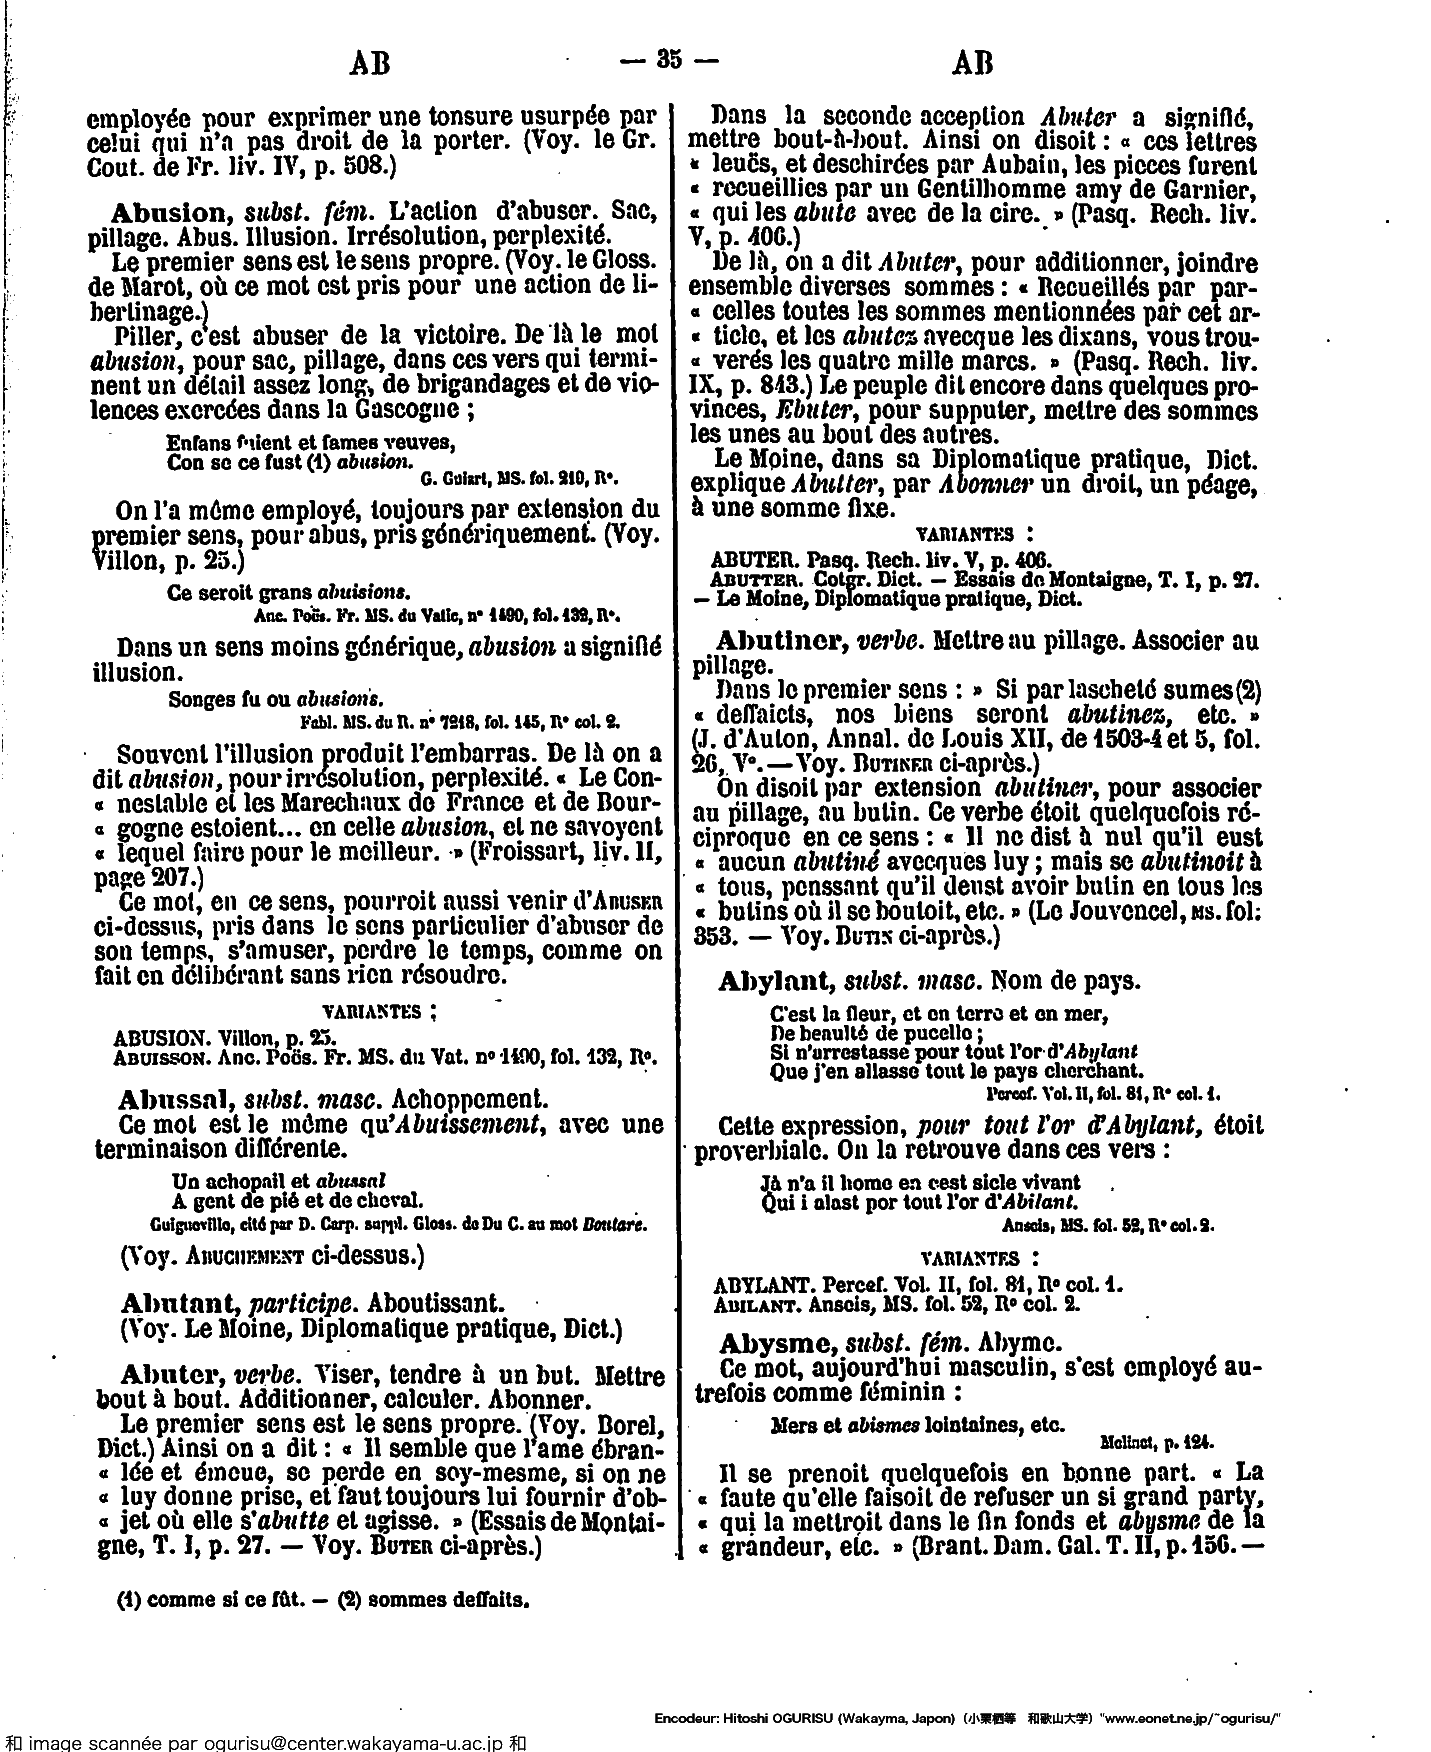 AB
— 35 —
AB
employée pour exprimer une tonsure usurpée par
celui qui n'a pas droit de la porter. (Voy. le Gr.
Cout. de Fr. liv. IV, p. 508.)
Abusion, subst. fém. L'action d'abuser. Sac,
pillage. Abus. Illusion. Irrésolution, perplexité.
Le premier sens est le sens propre. (Voy. le Gloss.
de Marot, où ce mot est pris pour une action de li-
bertinage.)
Piller, c'est abuser de la victoire. De là le mot
abusion, pour sac, pillage, dans ces vers qui termi-
nent un détail assez long, de brigandages et de vio-
lences exercées dans la Gascogne ;
Enfans fuient et fames veuves,
Con se ce fust (1) abusion.
G. Guiart, MS. fol. 210, R°.
On l'a même employé, toujours par extension du
premier sens, pour abus, pris génériquement. (Voy.
Villon, p. 25.)
Ce seroit grans abuisions.
Anc. Poës. Fr. MS. du Vatic, n° 1490, fol. 132, R°.
Dans un sens moins générique, abusion a signifié
illusion.
Songes fu ou abusions.
Fabl. MS. du R. n° 7218, fol. 145, R° col. 2.
Souvent l'illusion produit l'embarras. De là on a
dit abusion, pour irrésolution, perplexité. « Le Con-
« nestable et les Marechaux de France et de Bour-
« gogne estoient... en celle abusion, et ne savoyent
« lequel faire pour le meilleur. » (Froissart, liv. II,
page 207.)
Ce mot, en ce sens, pourroit aussi venir d'ABUSER
ci-dessus, pris dans le sens particulier d'abuser de
son temps, s'amuser, perdre le temps, comme on
fait en délibérant sans rien résoudre.
VARIANTES :
ABUSION. Villon, p. 25.
ABUISSON. Anc. Poës. Fr. MS. du Vat. n° 1490, fol. 132, R°.
Abussal, subst. masc. Achoppement.
Ce mot est le même qu'Abuissement, avec une
terminaison différente.
Un achopail et abussal
A gent de pié et de cheval.
Guigueville, cité par D. Carp. suppl. Gloss. de Du C. au mot Boutare.
(Voy. ABUCHEMENT ci-dessus.)
Abutant, participe. Aboutissant.
(Voy. Le Moine, Diplomatique pratique, Dict.)
Abuter, verbe. Viser, tendre à un but. Mettre
bout à bout. Additionner, calculer. Abonner.
Le premier sens est le sens propre. (Voy. Borel,
Dict.) Ainsi on a dit : « Il semble que l'ame ébran-
« lée et émeue, se perde en soy-mesme, si on ne
« luy donne prise, et faut toujours lui fournir d'ob-
« jet où elle s'abutte et agisse. » (Essais de Montai-
gne, T. I, p. 27. — Voy. BUTER ci-après.)
Dans la seconde acception Abuter a signifié,
mettre bout-à-bout. Ainsi on disoit : « ces lettres
« leuës, et deschirées par Aubain, les pieces furent
« recueillies par un Gentilhomme amy de Garnier,
« qui les abute avec de la cire. » (Pasq. Rech. liv.
V, p. 406.)
De là, on a dit Abuter, pour additionner, joindre
ensemble diverses sommes : « Recueillés par par-
« celles toutes les sommes mentionnées par cet ar-
« ticle, et les abutez avecque les dixans, vous trou-
« verés les quatre mille marcs. » (Pasq. Rech. liv.
IX, p. 843.) Le peuple dit encore dans quelques pro-
vinces, Ebuter, pour supputer, mettre des sommes
les unes au bout des autres.
Le Moine, dans sa Diplomatique pratique, Dict.
explique Abutter, par Abonner un droit, un péage,
à une somme fixe.
VARIANTES :
ABUTER. Pasq. Rech. liv. V, p. 406.
ABUTTER. Cotgr. Dict. — Essais de Montaigne, T. I, p. 27.
— Le Moine, Diplomatique pratique, Dict.
Abutiner, verbe. Mettre au pillage. Associer au
pillage.
Dans le premier sens : » Si par lascheté sumes (2)
« deffaicts, nos biens seront abutinez, etc. »
(J. d'Auton, Annal. de Louis XII, de 1503-4 et 5, fol.
26, V°. — Voy. BUTINER ci-après.)
On disoit par extension abutiner, pour associer
au pillage, au butin. Ce verbe étoit quelquefois ré-
ciproque en ce sens : « Il ne dist à nul qu'il eust
« aucun abutiné avecques luy ; mais se abutinoit à
« tous, penssant qu'il deust avoir butin en tous les
« butins où il se boutoit, etc. » (Le Jouvencel, MS. fol:
353. — Voy. BUTIN ci-après.)
Abylant, subst. masc. Nom de pays.
C'est la fleur, et en terre et en mer,
De beaulté de pucelle ;
Si n'arrestasse pour tout l'or d'Abylant
Que j'en allasse tout le pays cherchant.
Percef. Vol. II, fol. 81, R° col. 1.
Cette expression, pour tout l'or d'Abylant, étoit
proverbiale. On la retrouve dans ces vers :
Jà n'a il home en cest sicle vivant
Qui i alast por tout l'or d'Abilant.
Anseis, MS. fol. 52, R° col. 2.
VARIANTES :
ABYLANT. Percef. Vol. II, fol. 81, R° col. 1.
ABILANT. Anseis, MS. fol. 52, R° col. 2.
Abysme, subst. fém. Abyme.
Ce mot, aujourd'hui masculin, s'est employé au-
trefois comme féminin :
Mers et abismes lointaines, etc.
Molinet, p. 124.
Il se prenoit quelquefois en bonne part. « La
« faute qu'elle faisoit de refuser un si grand party,
« qui la mettroit dans le fin fonds et abysme de la
« grandeur, etc. » (Brant. Dam. Gal. T. II, p. 156. —
(1) comme si ce fût. — (2) sommes deffaits.
Encodeur: Hitoshi OGURISU (Wakayma, Japon) (小栗栖等 和歌山大学) "www.eonet.ne.jp/~ogurisu/"
和 image scannée par ogurisu@center.wakayama-u.ac.jp 和